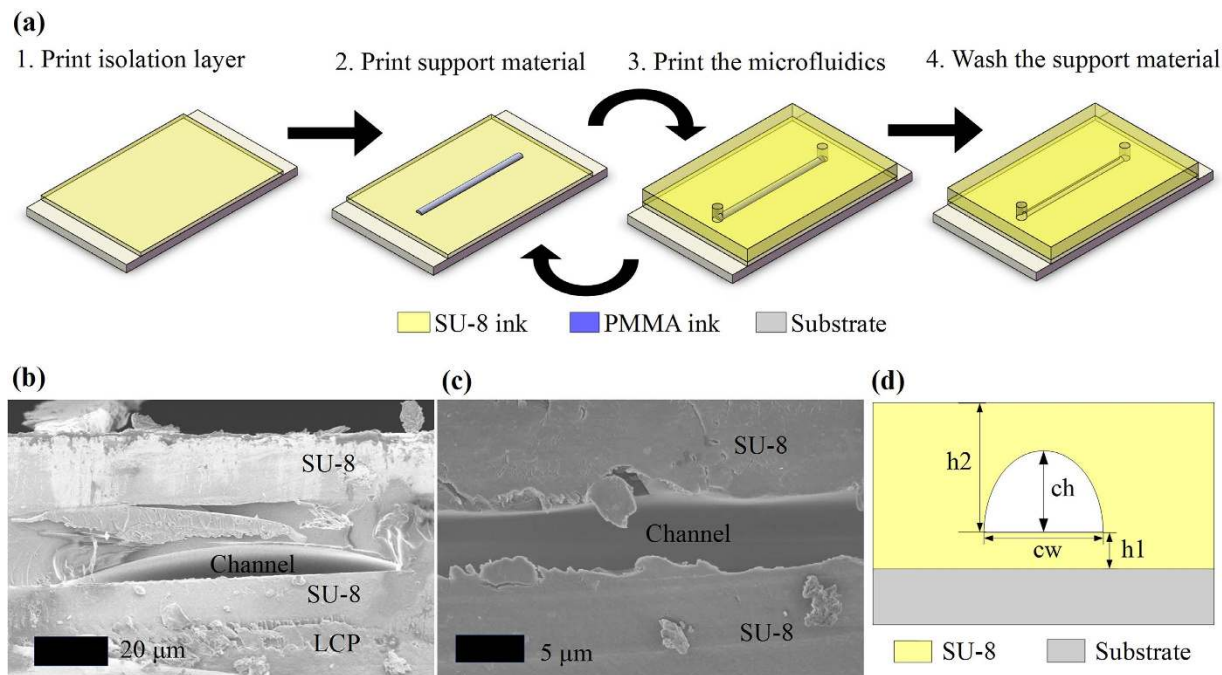 (a)
1. Print isolation layer
2. Print support material
3. Print the microfluidics
4. Wash the support material
SU-8 ink
PMMA ink
Substrate
(b)
SU-8
Channel
SU-8
LCP
20 μm
(c)
SU-8
Channel
SU-8
5 μm
(d)
h2
ch
cw
h1
SU-8
Substrate